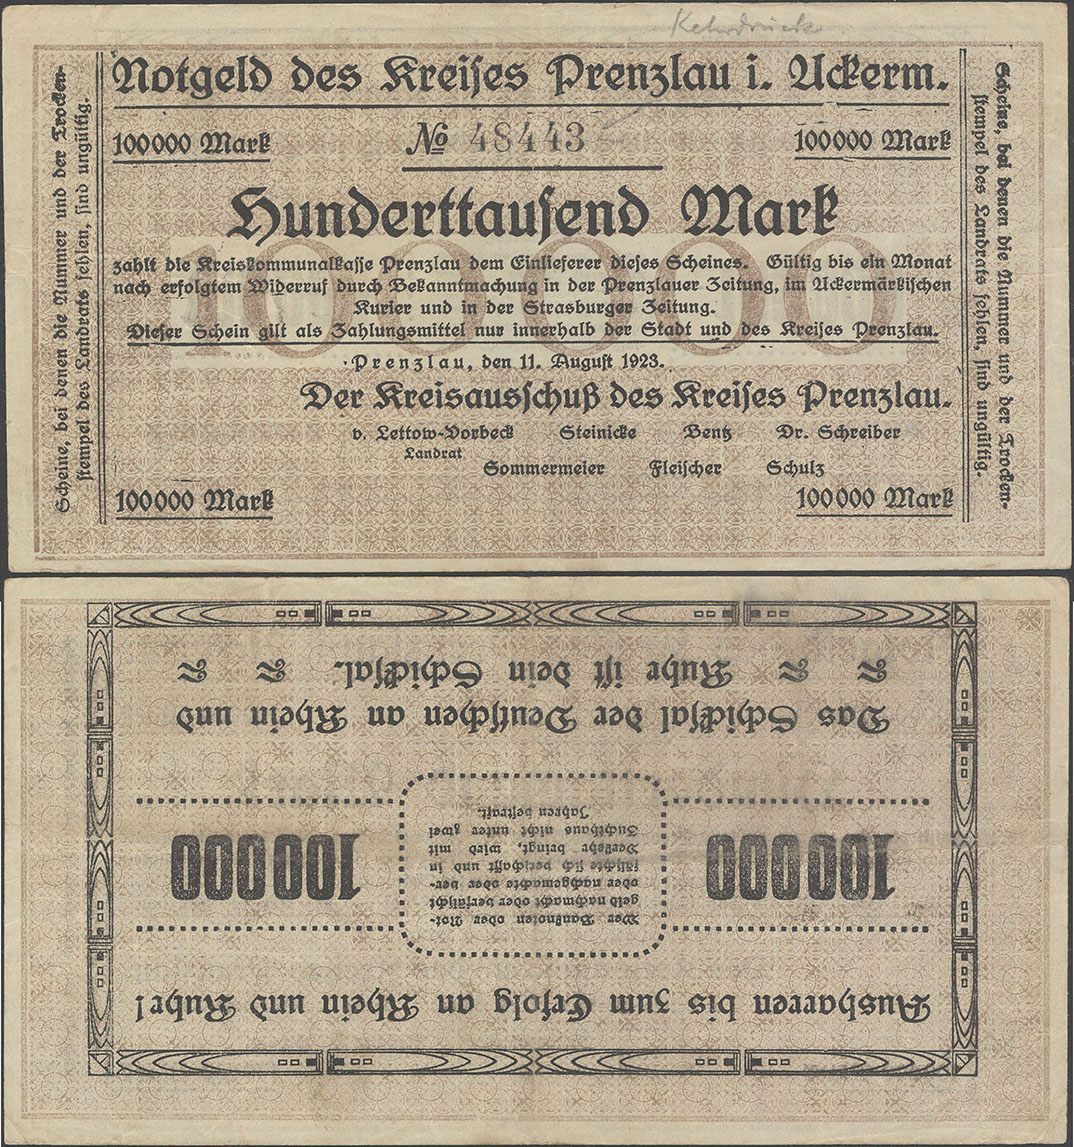 Kehrdruck
Notgeld des Kreises Prenzlau i. Uckerm.
100000 Mark
№ 48443
100000 Mark
Hunderttausend Mark
100000
zahlt die Kreiskommunalkasse Prenzlau dem Einlieferer dieses Scheines. Gültig bis ein Monat
nach erfolgtem Widerruf durch Bekanntmachung in der Prenzlauer Zeitung, im Uckermärkischen
Kurier und in der Strasburger Zeitung.
Dieser Schein gilt als Zahlungsmittel nur innerhalb der Stadt und des Kreises Prenzlau.
Prenzlau, den 11. August 1923.
Der Kreisausschuß des Kreises Prenzlau.
v. Lettow-Vorbeck Steinicke Bentz Dr. Schreiber
Landrat
Sommermeier Fleischer Schulz
100000 Mark
100000 Mark
Scheine, bei denen die Nummer und der Trocken-
stempel des Landrats fehlen, sind ungültig.
Scheine, bei denen die Nummer und der Trocken-
stempel des Landrats fehlen, sind ungültig.
Ausharren bis zum Erfolg an Rhein und Ruhr!
100000
Wer Banknoten oder Not-
geld nachmacht oder verfälscht
oder nachgemachte oder ver-
fälschte sich verschafft und in
Verkehr bringt, wird mit
Zuchthaus nicht unter zwei
Jahren bestraft.
100000
Das Schicksal der Deutschen an Rhein und
Ruhr ist dein Schicksal.